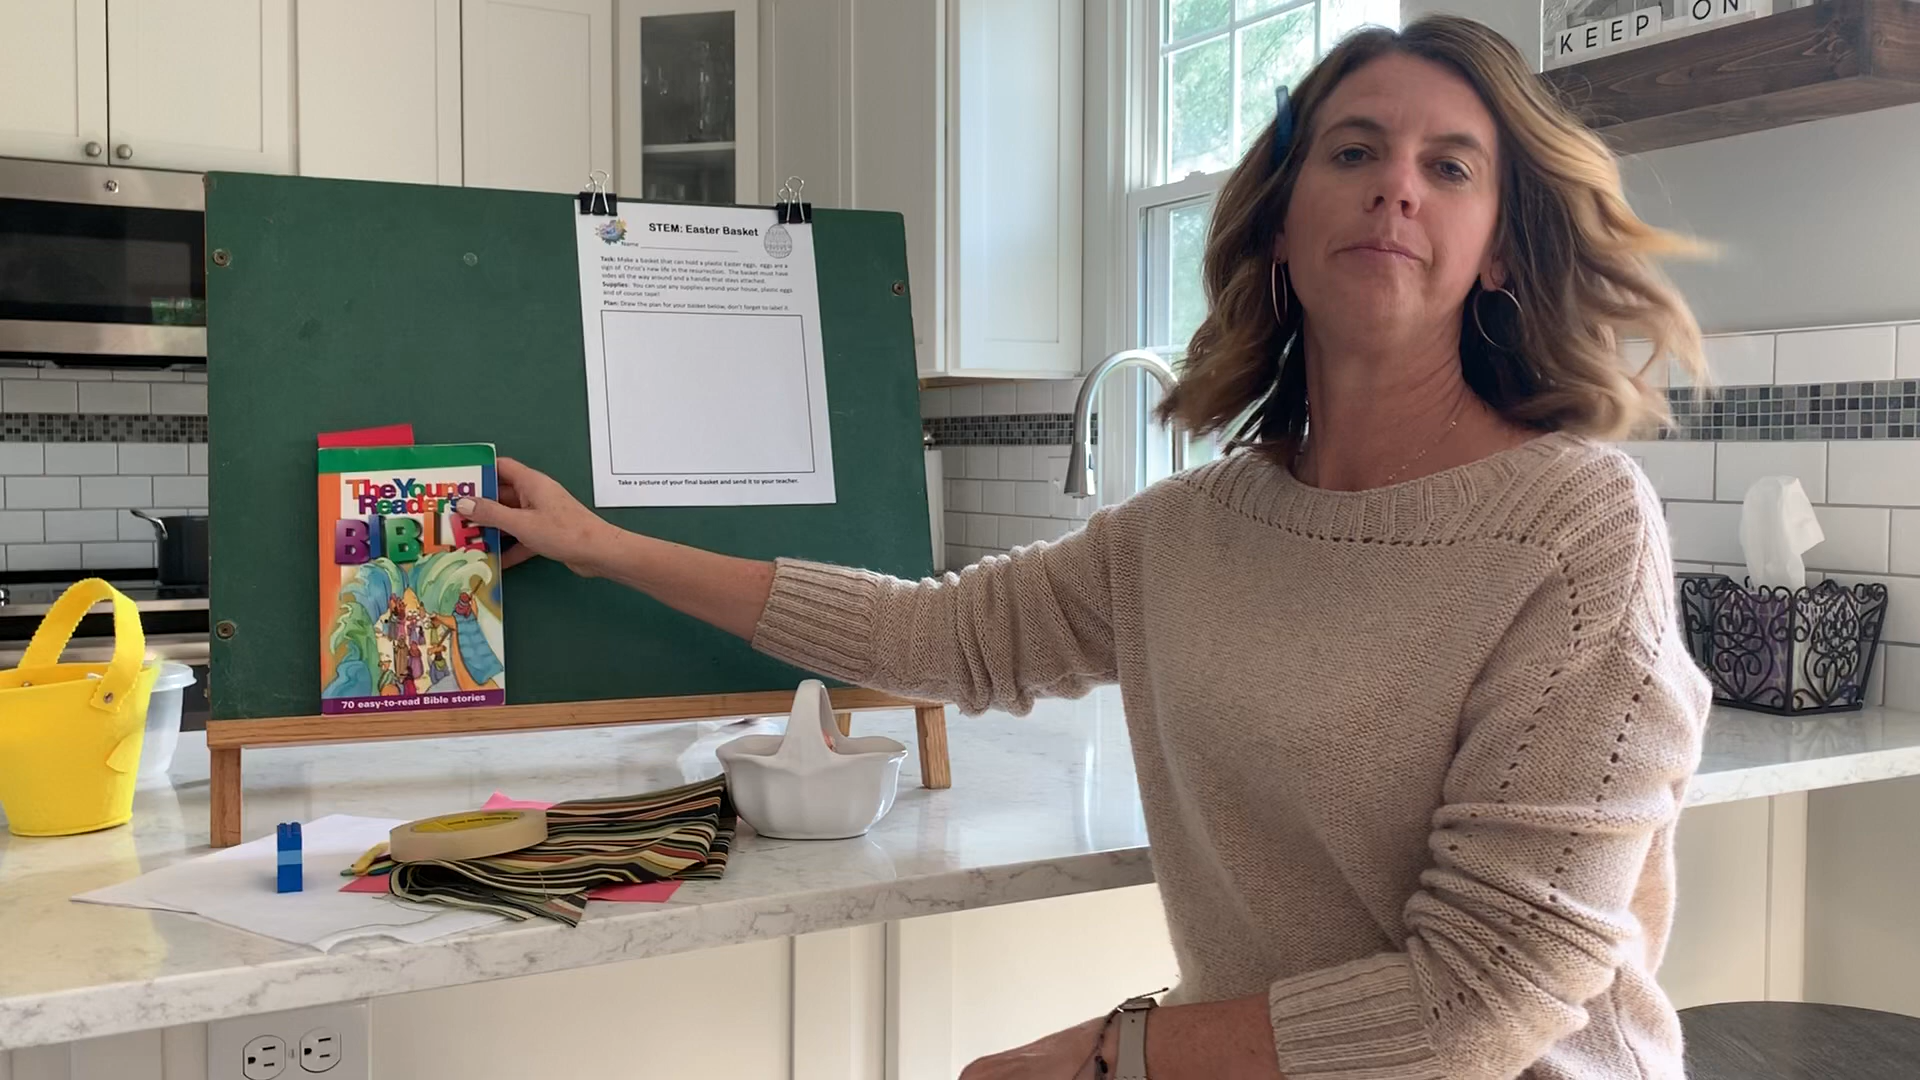 KEEP ON
STEM: Easter Basket
Name
Task: Make a basket that can hold a plastic Easter eggs, eggs are a
sign of Christ's new life in the resurrection. The basket must have
sides all the way around and a handle that stays attached.
Supplies: You can use any supplies around your house, plastic eggs
and of course tape!
Plan: Draw the plan for your basket below, don't forget to label it.
Take a picture of your final basket and send it to your teacher.
The Young
Reader's
BIBLE
70 easy-to-read Bible stories